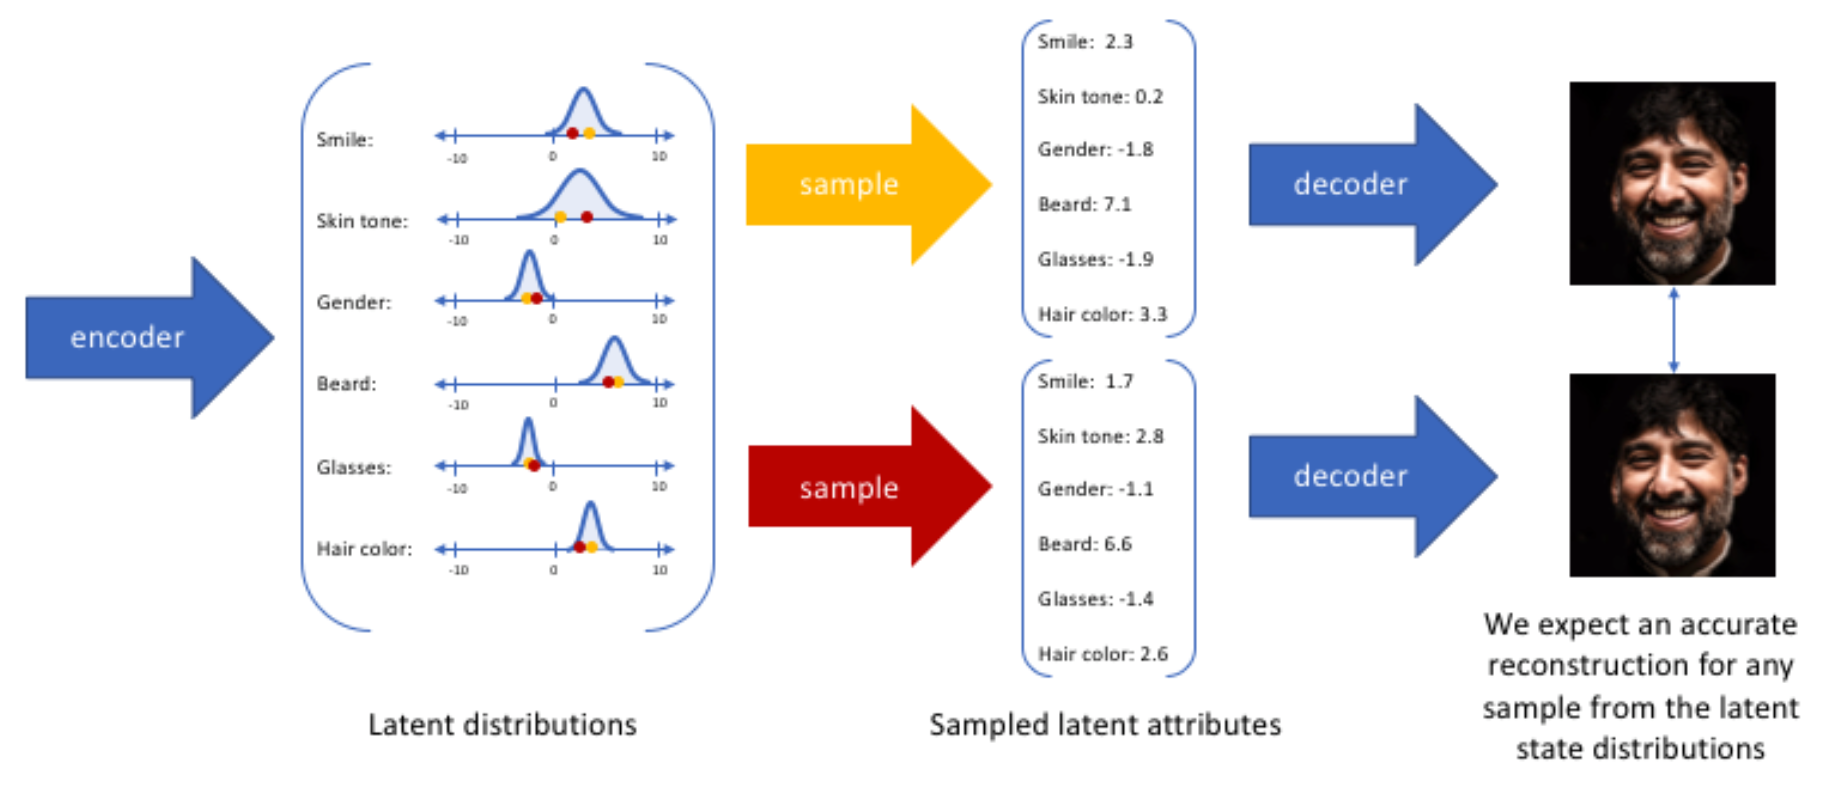 encoder
Smile:
-10 0 10
Skin tone:
-10 0 10
Gender:
-10 0 10
Beard:
-10 0 10
Glasses:
-10 0 10
Hair color:
-10 0 10
Latent distributions
sample
sample
Smile: 2.3
Skin tone: 0.2
Gender: -1.8
Beard: 7.1
Glasses: -1.9
Hair color: 3.3
Smile: 1.7
Skin tone: 2.8
Gender: -1.1
Beard: 6.6
Glasses: -1.4
Hair color: 2.6
Sampled latent attributes
decoder
decoder
We expect an accurate
reconstruction for any
sample from the latent
state distributions